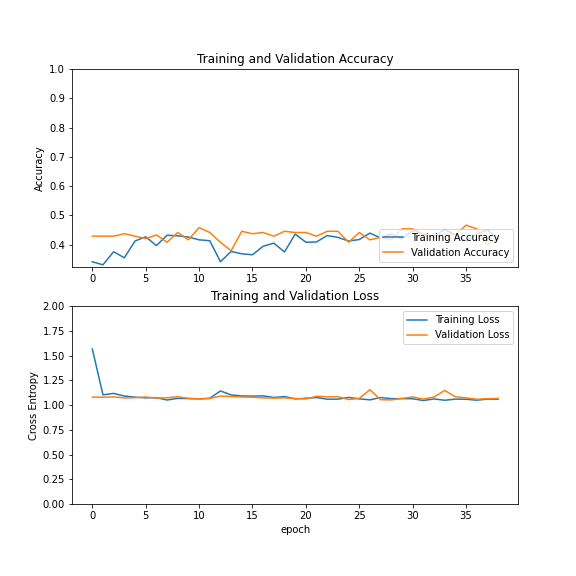 Training and Validation Accuracy
1.0
0.9
0.8
0.7
0.6
0.5
0.4
Accuracy
Training Accuracy
Validation Accuracy
0 5 10 15 20 25 30 35
Training and Validation Loss
2.00
1.75
1.50
1.25
1.00
0.75
0.50
0.25
0.00
Cross Entropy
Training Loss
Validation Loss
0 5 10 15 20 25 30 35
epoch